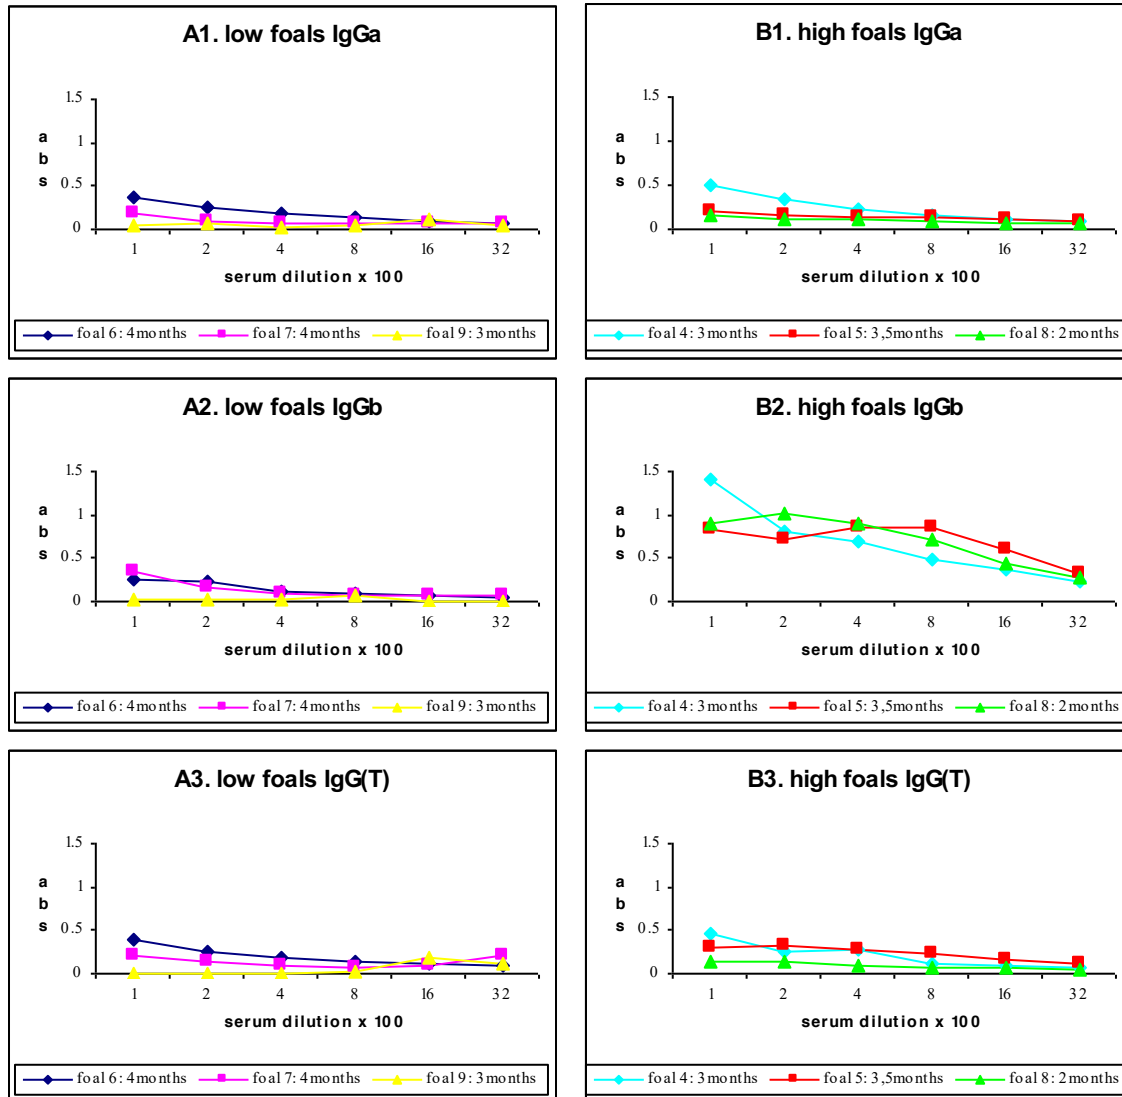 A1. low foals IgGa
1.5
1
0.5
0
a
b
s
1 2 4 8 16 32
serum dilution x 100
foal 6: 4months foal 7: 4months foal 9: 3months
B1. high foals IgGa
1.5
1
0.5
0
a
b
s
1 2 4 8 16 32
serum dilution x 100
foal 4: 3months foal 5: 3,5months foal 8: 2months
A2. low foals IgGb
1.5
1
0.5
0
a
b
s
1 2 4 8 16 32
serum dilution x 100
foal 6: 4months foal 7: 4months foal 9: 3months
B2. high foals IgGb
1.5
1
0.5
0
a
b
s
1 2 4 8 16 32
serum dilution x 100
foal 4: 3months foal 5: 3,5months foal 8: 2months
A3. low foals IgG(T)
1.5
1
0.5
0
a
b
s
1 2 4 8 16 32
serum dilution x 100
foal 6: 4months foal 7: 4months foal 9: 3months
B3. high foals IgG(T)
1.5
1
0.5
0
a
b
s
1 2 4 8 16 32
serum dilution x 100
foal 4: 3months foal 5: 3,5months foal 8: 2months